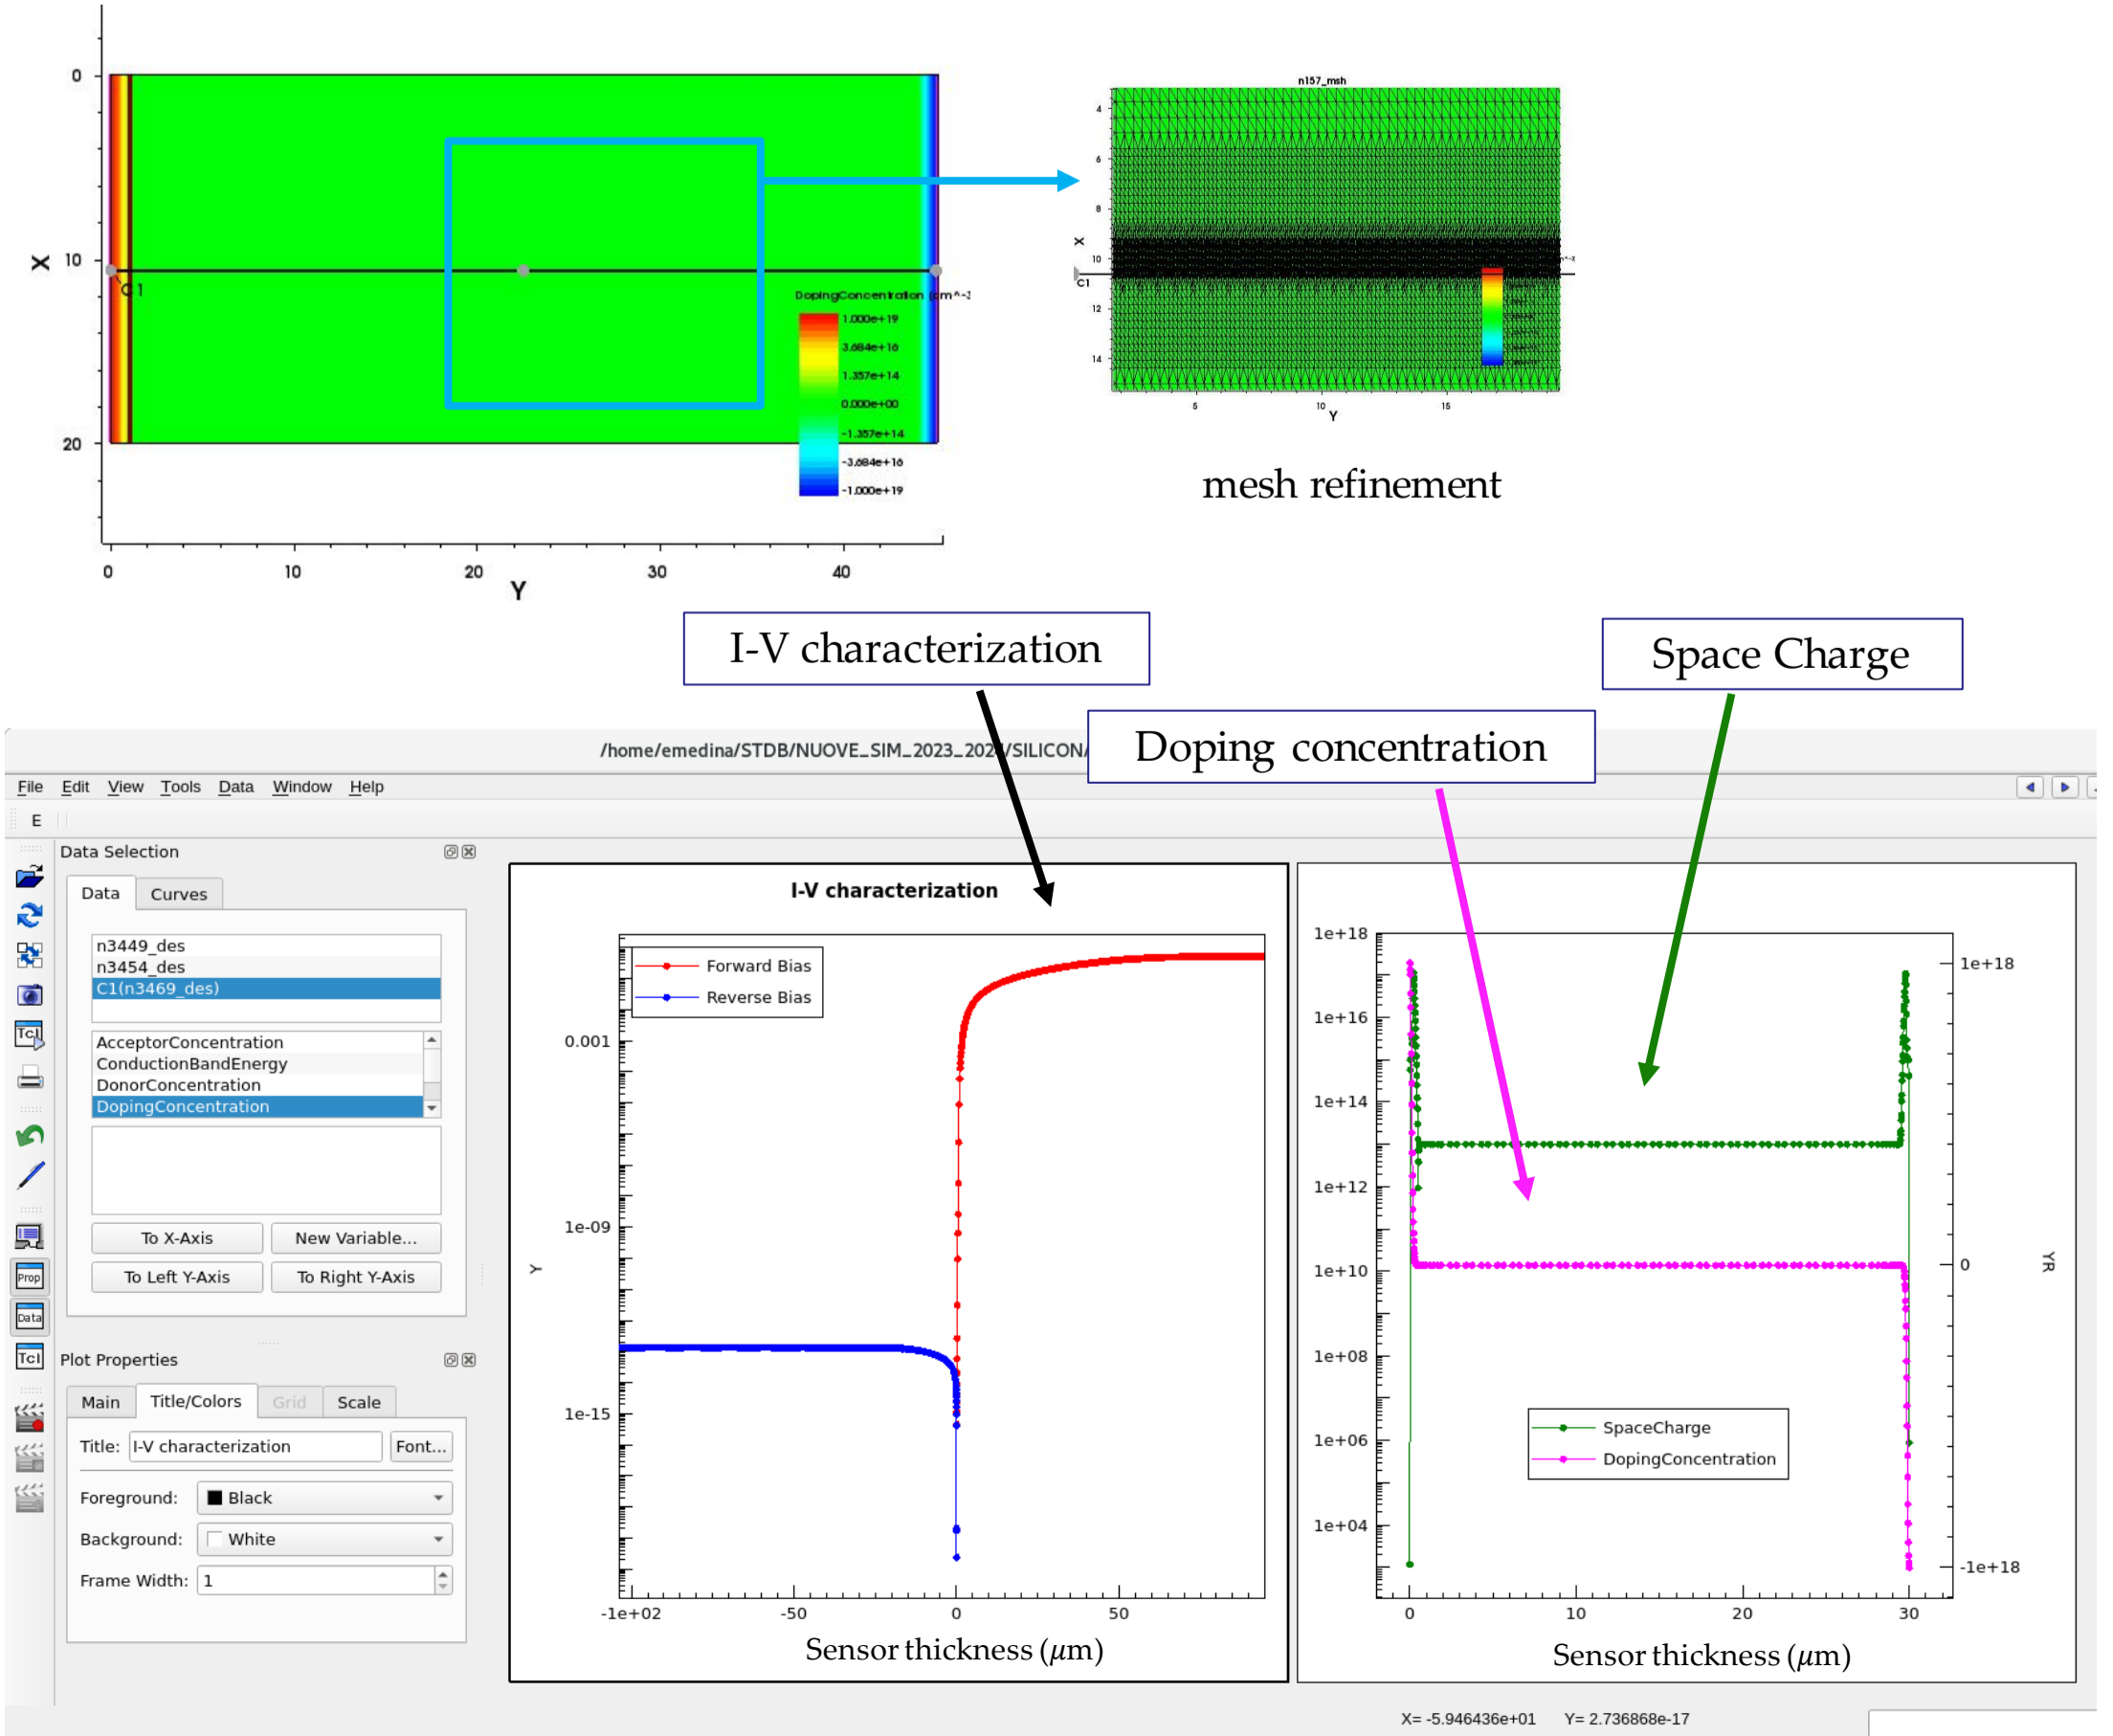 0
10
20
X
C1
DopingConcentration (cm^-3
1.000e+19
3.684e+16
1.357e+14
0.000e+00
-1.357e+14
-3.684e+16
-1.000e+19
0
10
20
30
40
Y
n157_msh
4
6
8
10
12
14
X
C1
5
10
15
Y
mesh refinement
I-V characterization
Space Charge
Doping concentration
/home/emedina/STDB/NUOVE_SIM_2023_2024/SILICON/
File Edit View Tools Data Window Help
E
Data Selection
Data Curves
n3449_des
n3454_des
C1(n3469_des)
AcceptorConcentration
ConductionBandEnergy
DonorConcentration
DopingConcentration
To X-Axis New Variable...
To Left Y-Axis To Right Y-Axis
Tcl
Prop
Data
Tcl
Plot Properties
Main Title/Colors Grid Scale
Title: I-V characterization Font...
Foreground: Black
Background: White
Frame Width: 1
I-V characterization
Forward Bias
Reverse Bias
0.001
1e-09
1e-15
Y
-1e+02 -50 0 50
Sensor thickness (μm)
1e+18
1e+16
1e+14
1e+12
1e+10
1e+08
1e+06
1e+04
1e+18
0
-1e+18
YR
SpaceCharge
DopingConcentration
0 10 20 30
Sensor thickness (μm)
X= -5.946436e+01 Y= 2.736868e-17